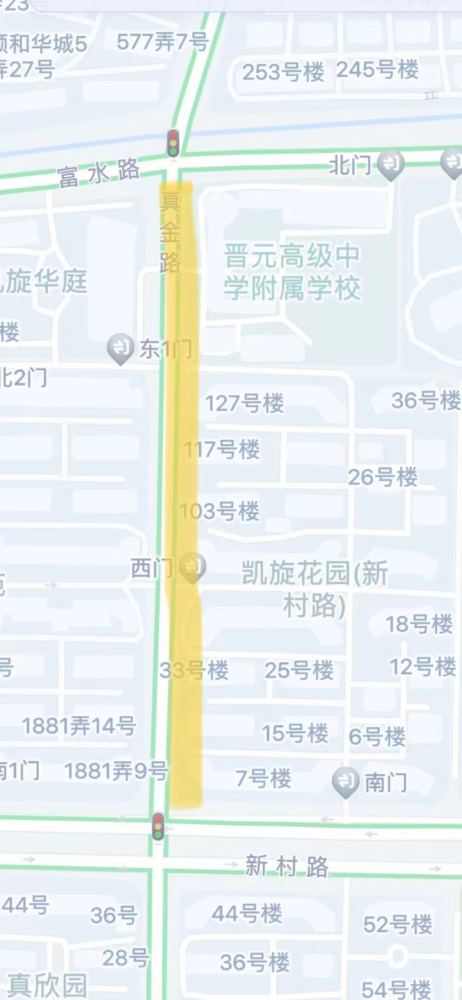 577弄7号
顺和华城5
弄27号
253号楼
245号楼
富水路
北门
真金路
晋元高级中
学附属学校
旋华庭
楼
东1门
北2门
127号楼
36号楼
117号楼
26号楼
103号楼
西门
凯旋花园(新
村路)
18号楼
号
33号楼
25号楼
12号楼
1881弄14号
15号楼
6号楼
南1门
1881弄9号
7号楼
南门
新村路
44号
36号
44号楼
52号楼
28号
36号楼
真欣园
54号楼